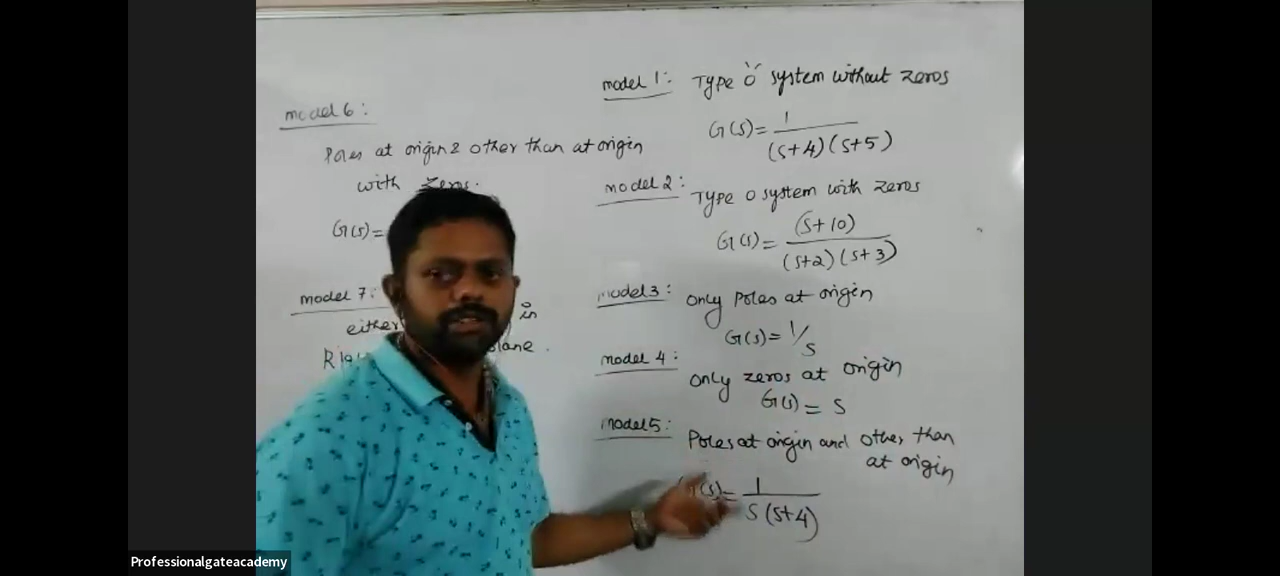 model 1: Type "0" system without zeros
G(s)= 1
(s+4)(s+5)
model 2: Type 0 system with zeros
G(s)= (s+10)
(s+2)(s+3)
model 3: only poles at origin
G(s)= 1/s
model 4: only zeros at origin
G(s)= s
model 5: Poles at origin and other than
at origin
G(s)= 1
s(s+4)
model 6:
Poles at origin & other than at origin
with zeros.
G(s)=
model 7:
either in
plane.
Professionalgateacademy